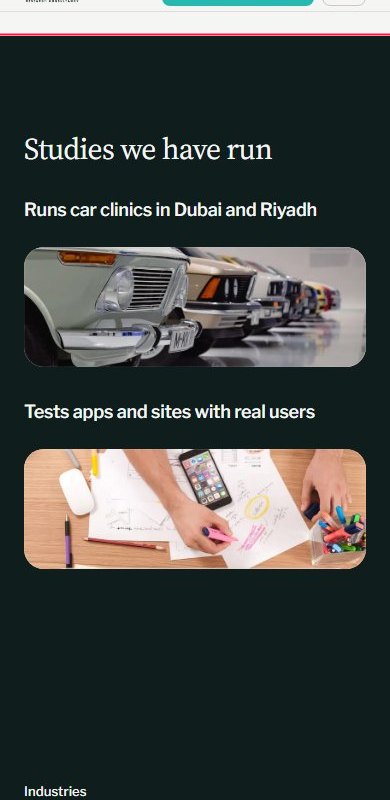 Studies we have run
Runs car clinics in Dubai and Riyadh
Tests apps and sites with real users
Industries